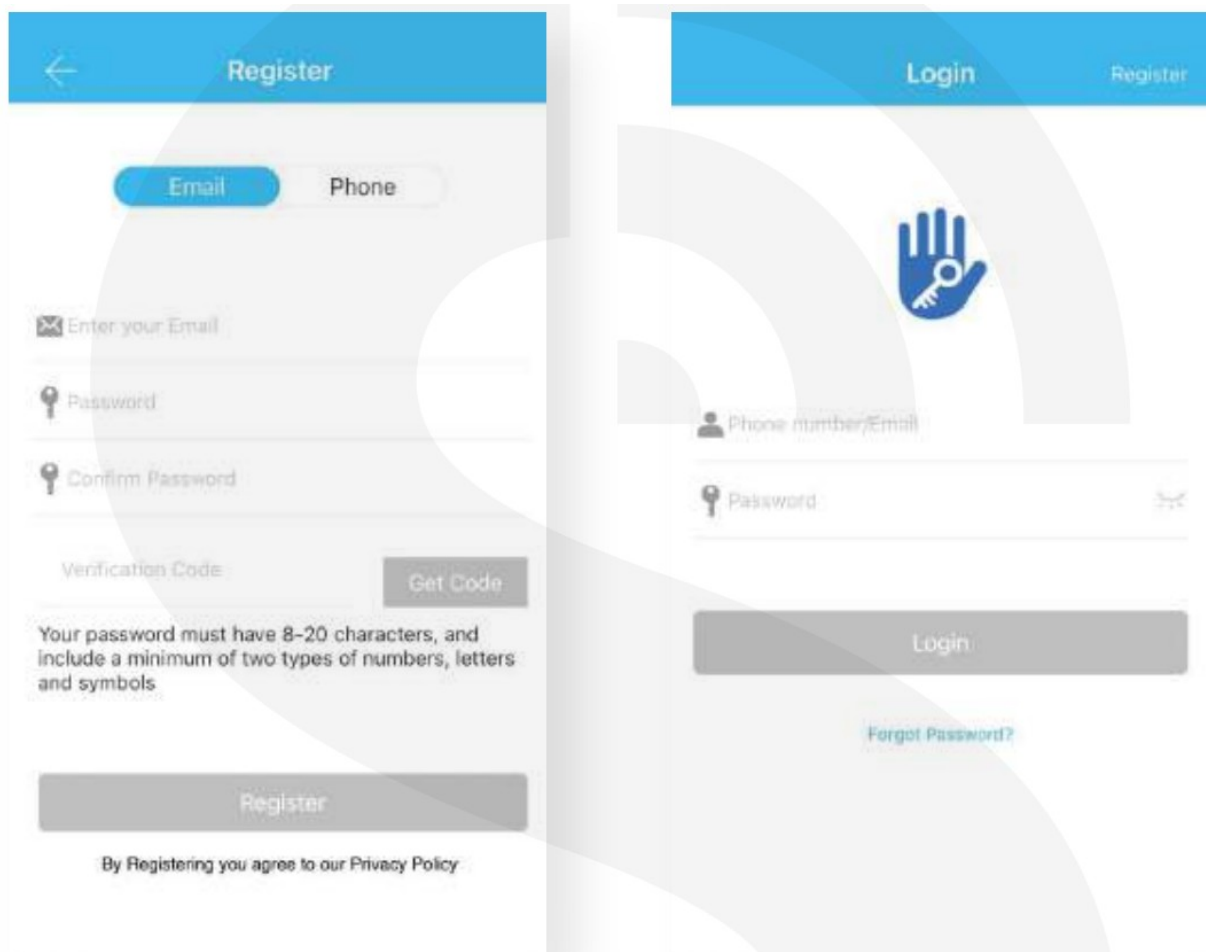 Register
Email
Phone
Enter your Email
Password
Confirm Password
Verification Code
Get Code
Your password must have 8-20 characters, and
include a minimum of two types of numbers, letters
and symbols
Register
By Registering you agree to our Privacy Policy
Login
Register
Phone number/Email
Password
Login
Forgot Password?